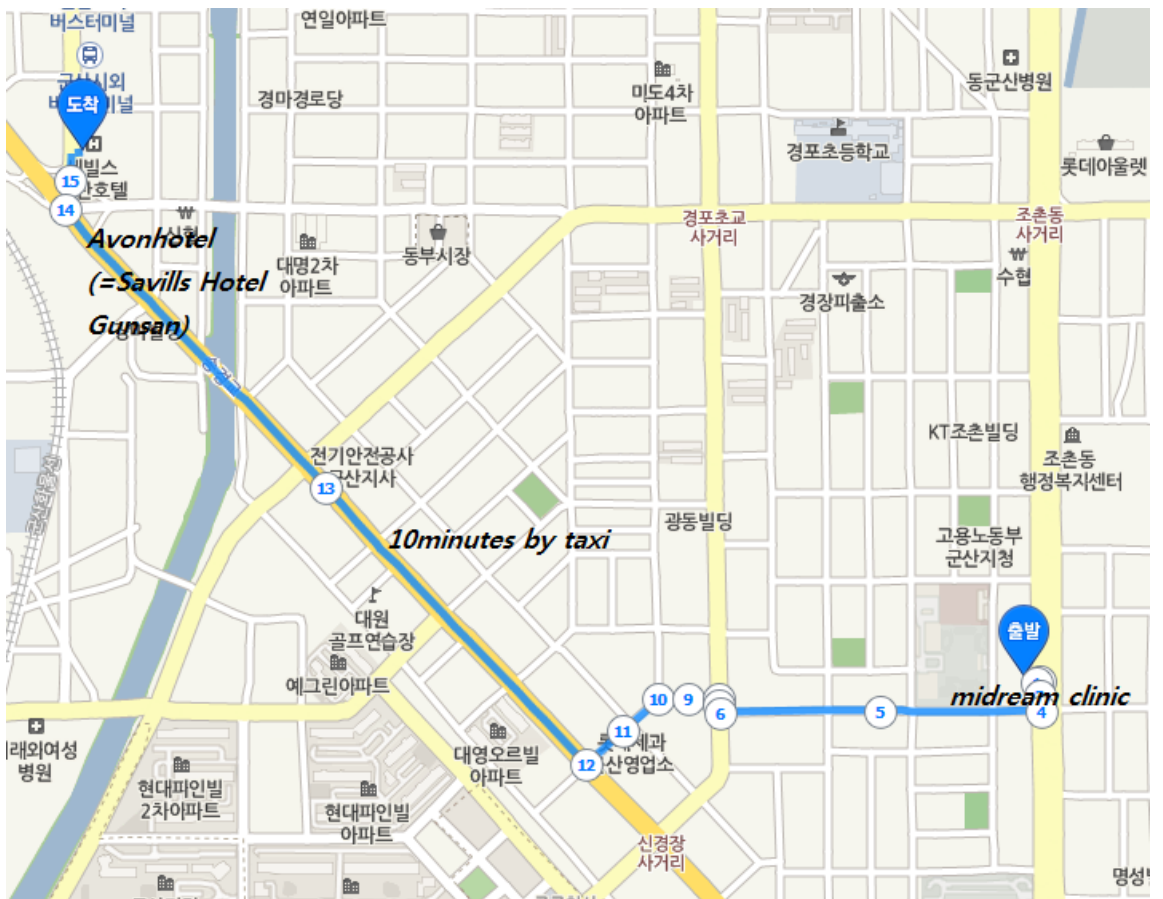 버스터미널
연일아파트
도착
경마경로당
미도4차
아파트
동군산병원
경포초등학교
롯데아울렛
15
14
Avonhotel
(=Savills Hotel
Gunsan)
대명2차
아파트
동부시장
경포초교
사거리
조촌동
사거리
수협
경장피출소
KT조촌빌딩
조촌동
행정복지센터
전기안전공사
13
군산화물선
10minutes by taxi
광동빌딩
고용노동부
군산지청
대원
골프연습장
예그린아파트
출발
midream clinic
10
9
6
5
4
11
12
대영오르빌
아파트
병원
현대파인빌
2차아파트
현대파인빌
아파트
신경장
사거리